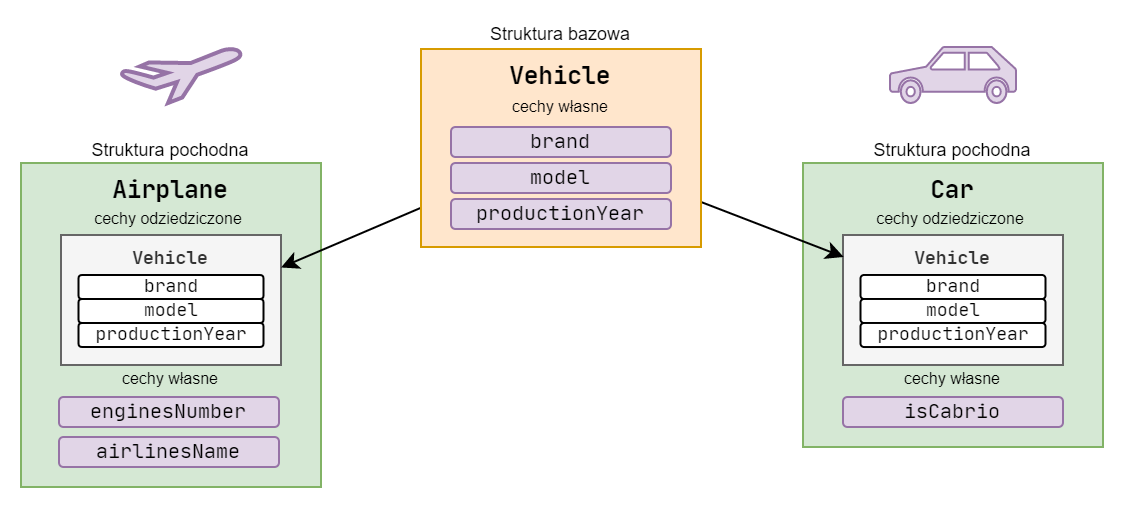 Struktura bazowa
Vehicle
cechy własne
brand
model
productionYear
Struktura pochodna
Airplane
cechy odziedziczone
Vehicle
brand
model
productionYear
cechy własne
enginesNumber
airlinesName
Struktura pochodna
Car
cechy odziedziczone
Vehicle
brand
model
productionYear
cechy własne
isCabrio